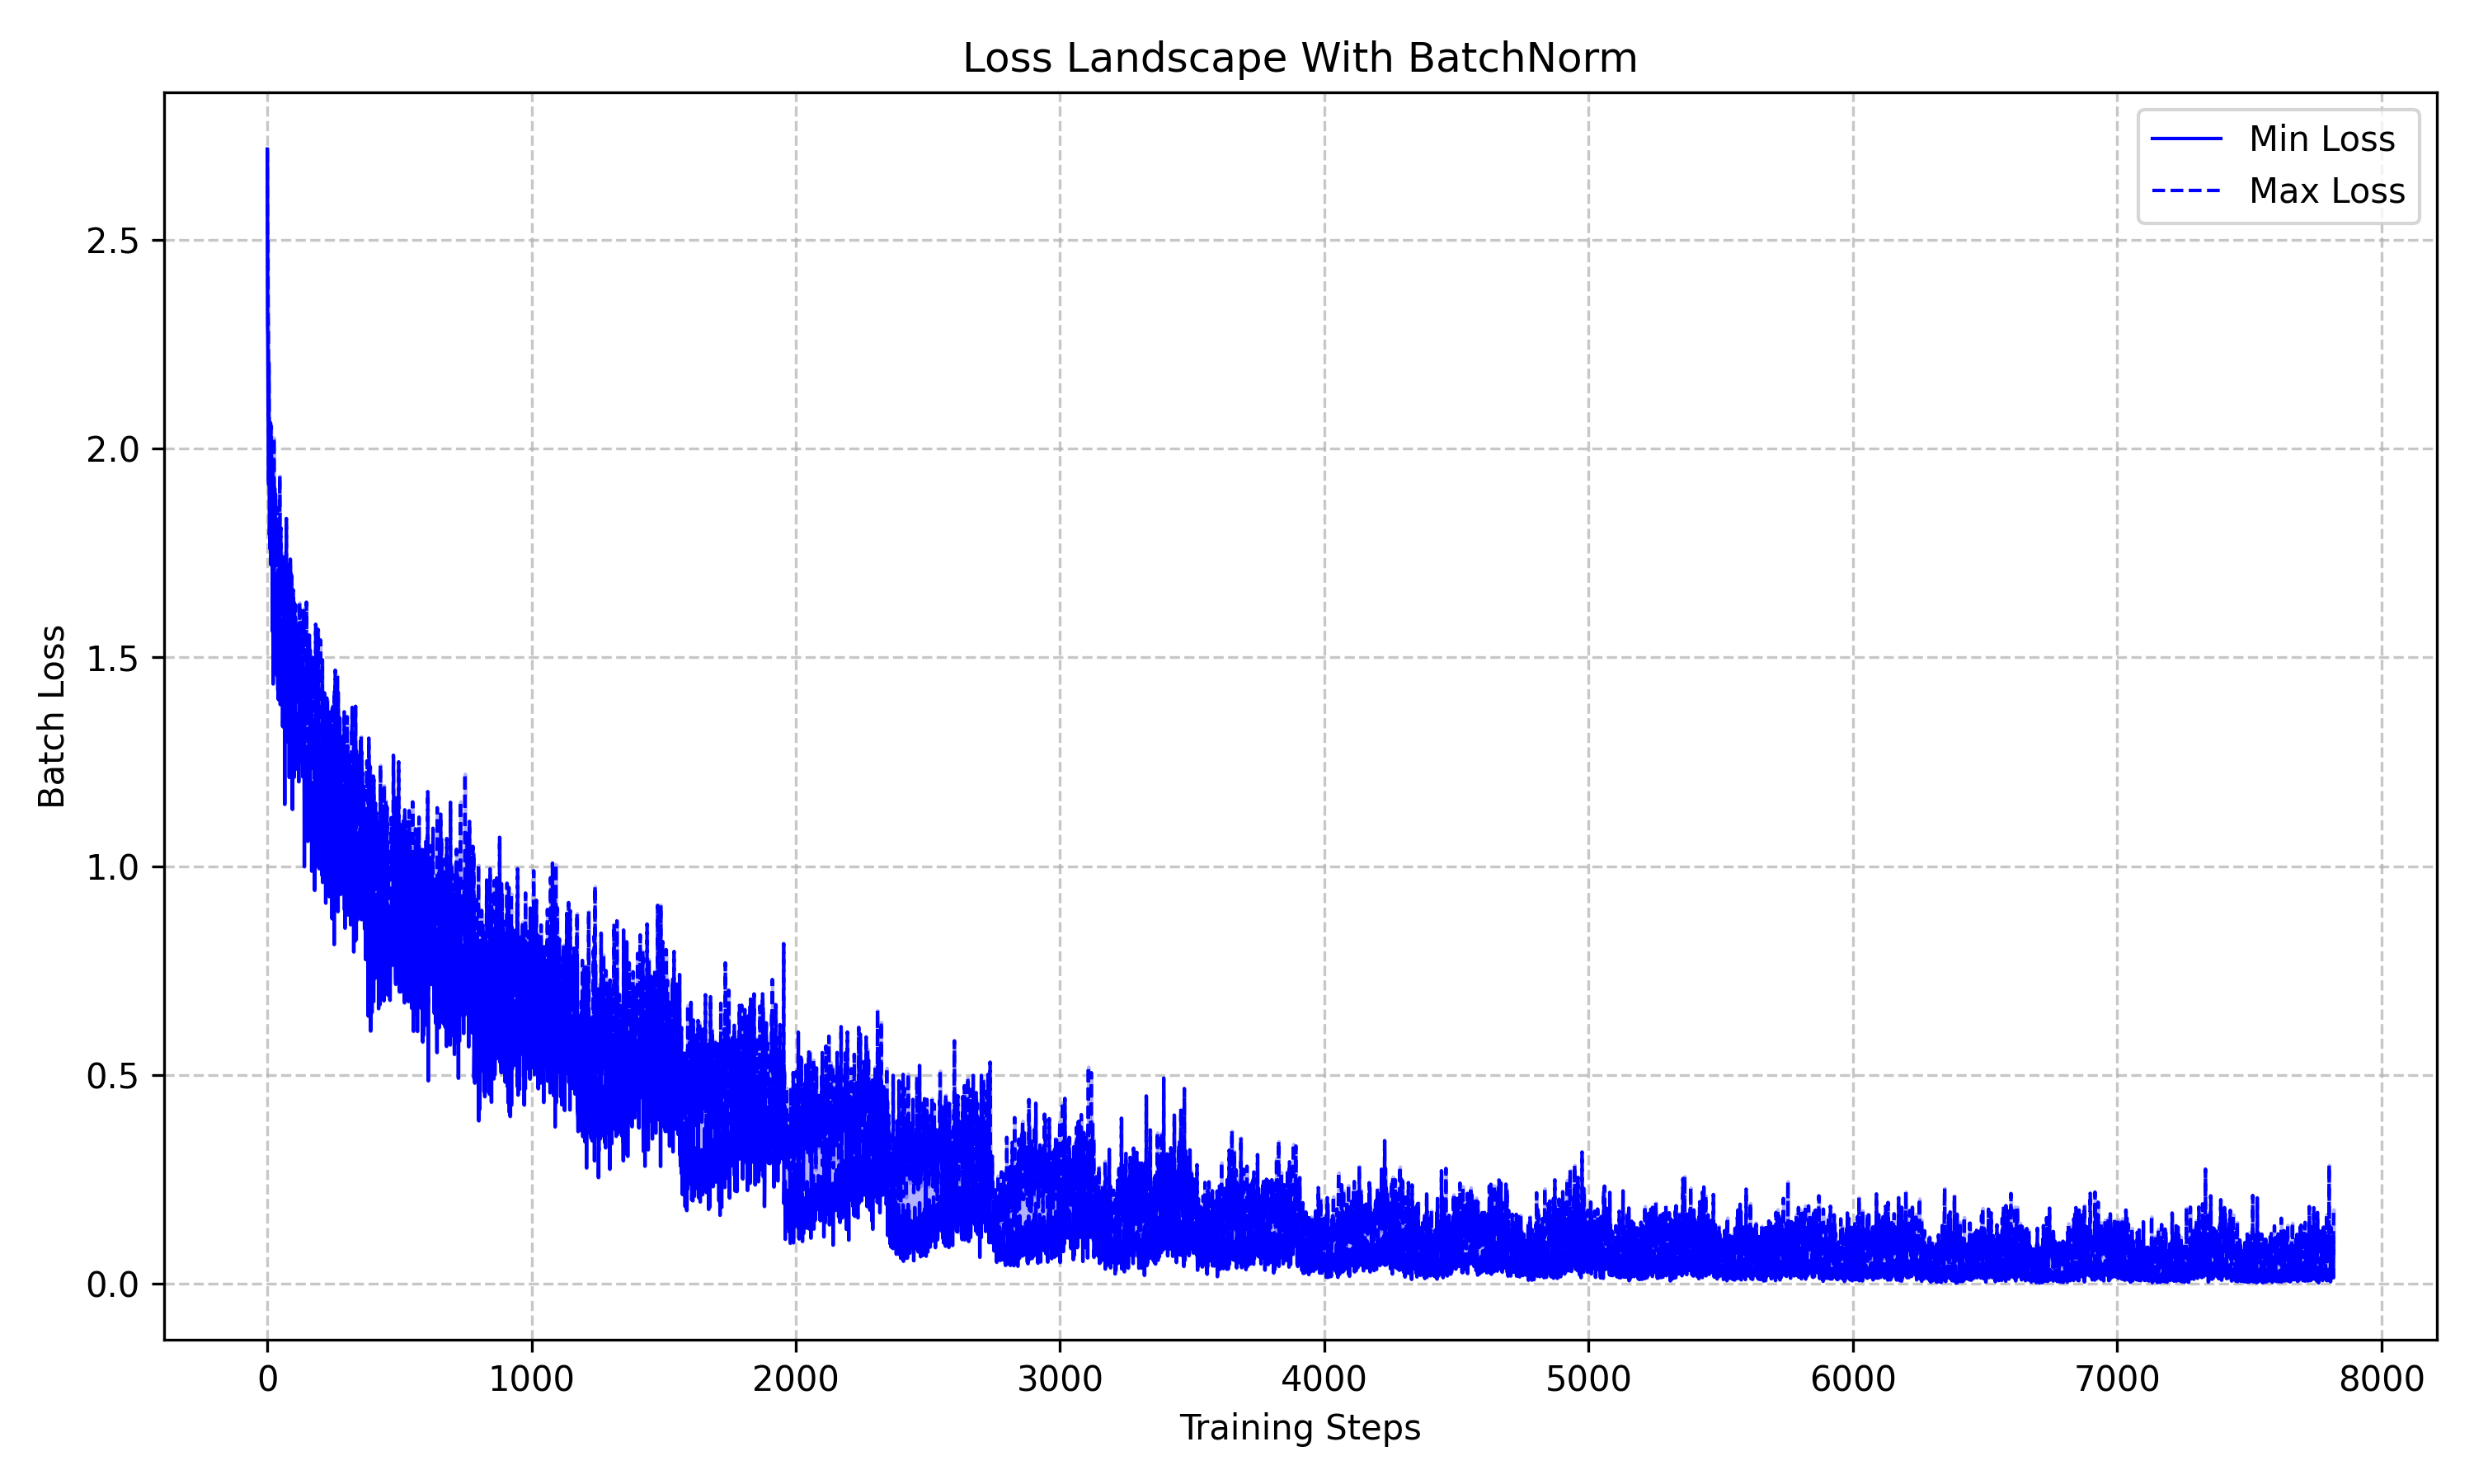 Loss Landscape With BatchNorm
Min Loss
Max Loss
2.5
2.0
1.5
1.0
0.5
0.0
Batch Loss
0 1000 2000 3000 4000 5000 6000 7000 8000
Training Steps